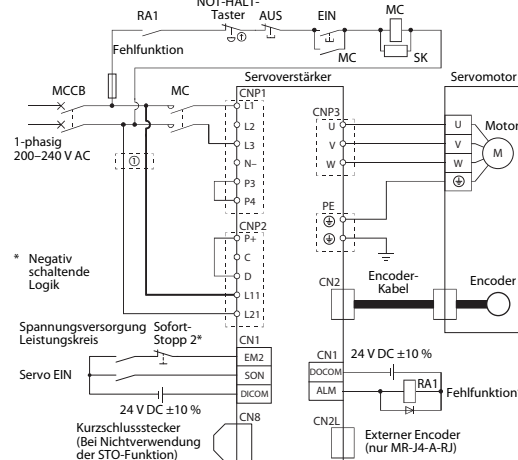 NOT-HALT-
Taster
RA1
AUS
EIN
MC
Fehlfunktion
MC
SK
MCCB
MC
Servoverstärker
Servomotor
CNP1
L1
L2
L3
N–
P3
P4
CNP3
U
V
W
U
V
W
Motor
M
1-phasig
200–240 V AC
①
①
PE
CNP2
P+
C
D
L11
L21
* Negativ
schaltende
Logik
CN2
Encoder-
Kabel
Encoder
Spannungsversorgung
Leistungskreis
Sofort-
Stopp 2*
CN1
EM2
SON
DICOM
Servo EIN
24 V DC ±10 %
CN1
DOCOM
ALM
24 V DC ±10 %
RA1
Fehlfunktion
CN8
Kurzschlussstecker
(Bei Nichtverwendung
der STO-Funktion)
CN2L
Externer Encoder
(nur MR-J4-A-RJ)